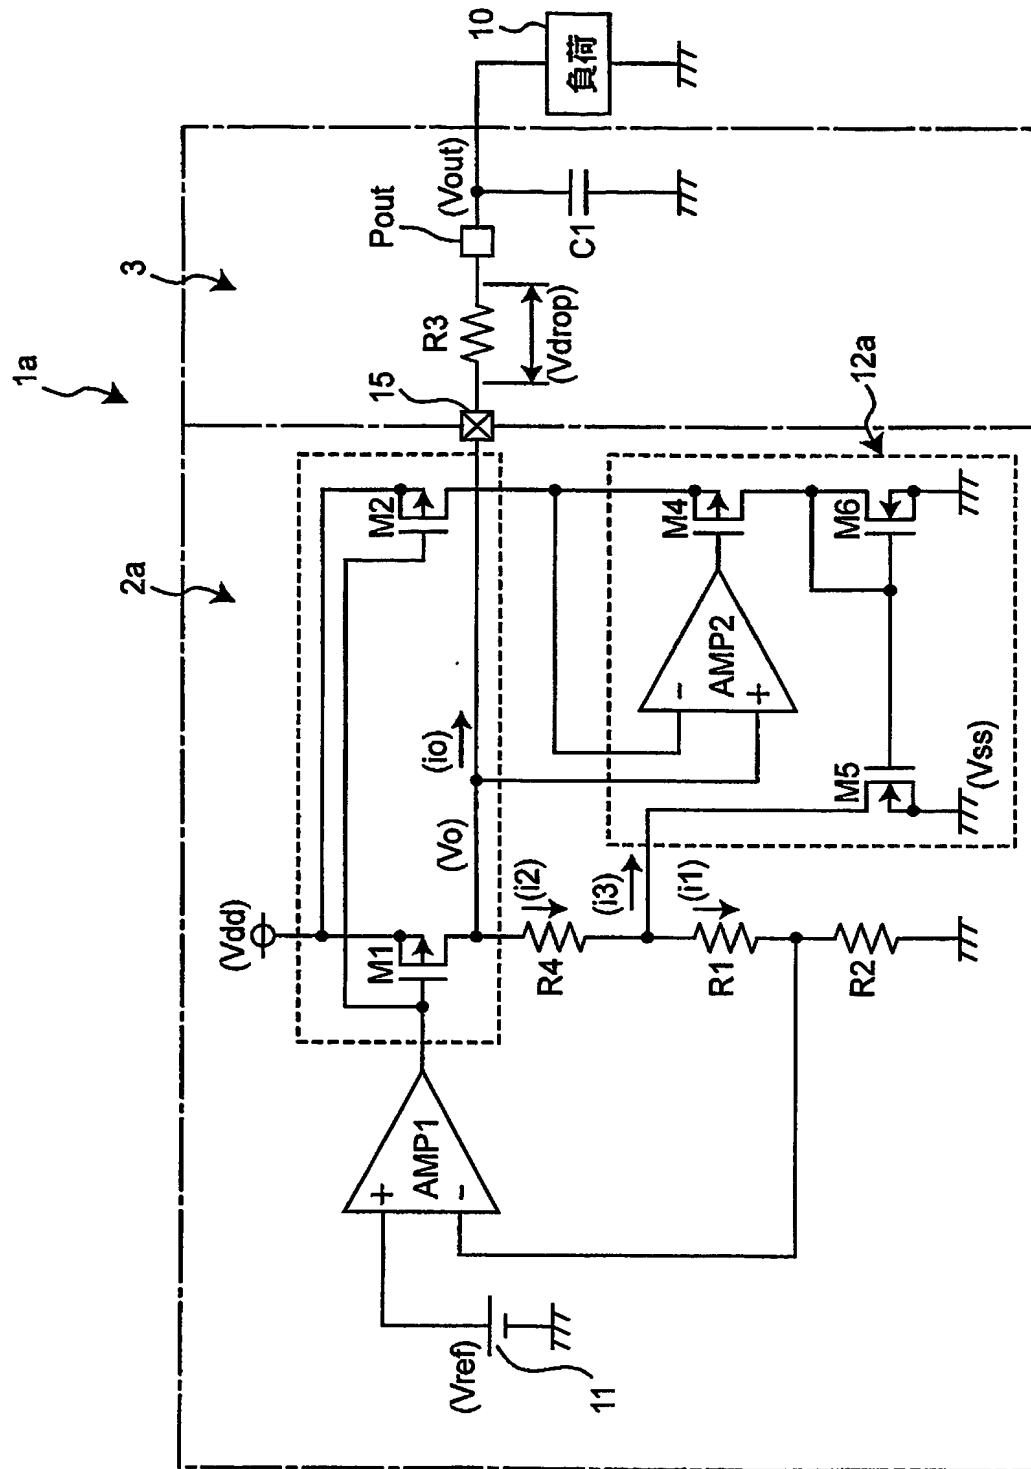 1a
2a
3
10
負荷
(Vdd)
M1
M2
(Vo)
(io)
15
R3
(Vdrop)
Pout
(Vout)
C1
AMP1
+
-
(Vref)
11
R4
(i2)
(i3)
R1
(i1)
R2
12a
M4
AMP2
-
+
M5
M6
(Vss)